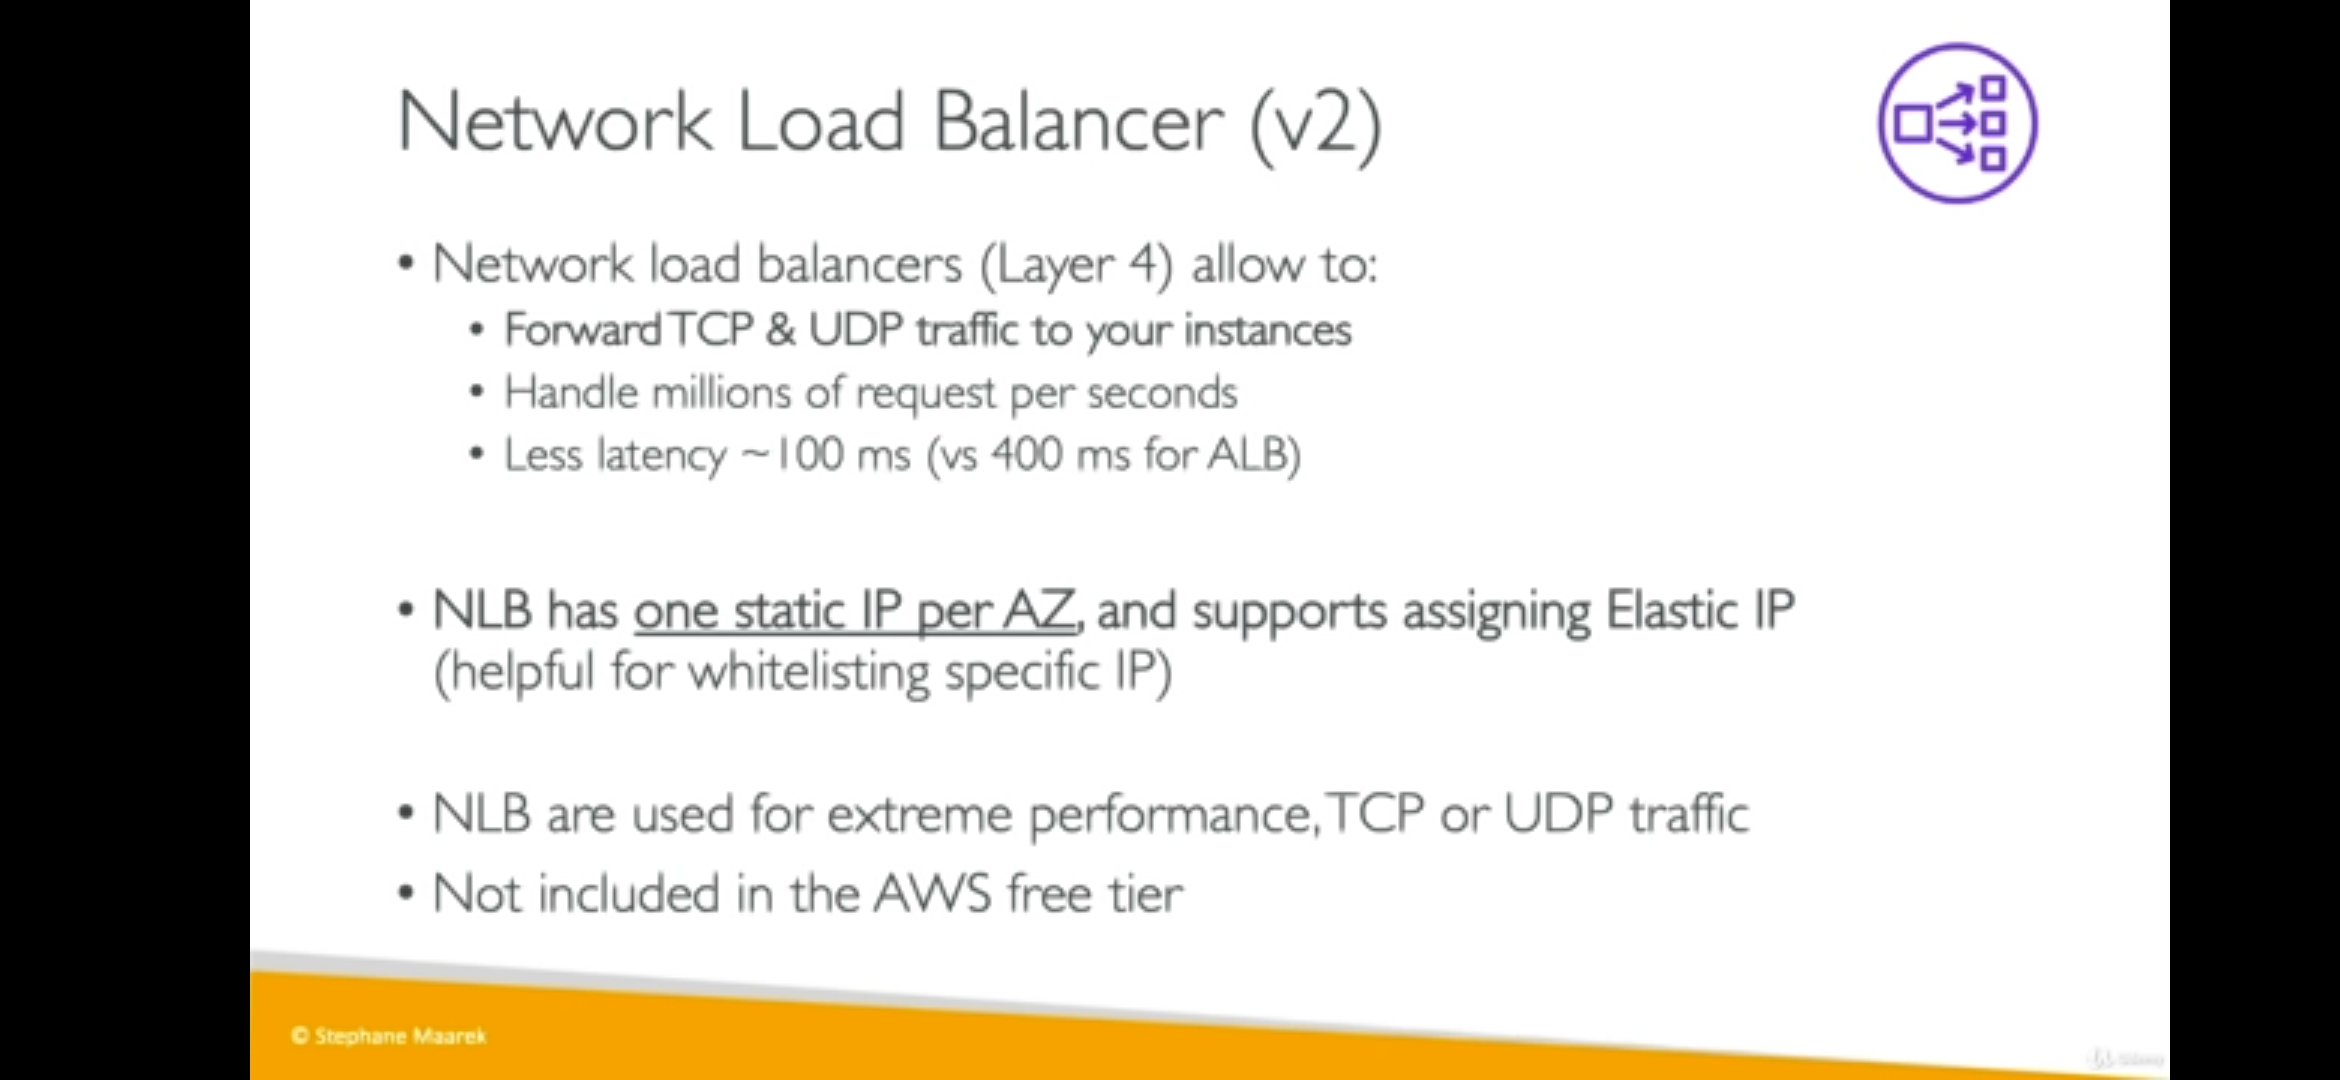 Network Load Balancer (v2)
• Network load balancers (Layer 4) allow to:
• Forward TCP & UDP traffic to your instances
• Handle millions of request per seconds
• Less latency ~100 ms (vs 400 ms for ALB)
• NLB has one static IP per AZ, and supports assigning Elastic IP
(helpful for whitelisting specific IP)
• NLB are used for extreme performance, TCP or UDP traffic
• Not included in the AWS free tier
© Stephane Maarek